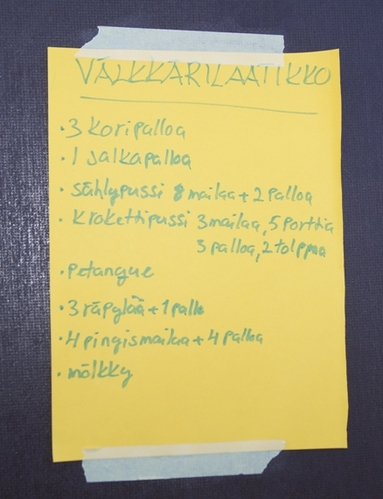 VÄLKKÄRILAATIKKO
• 3 koripalloa
• 1 jalkapalloa
• sählypussi 8 mailaa + 2 palloa
• krokettipussi 3 mailaa, 5 porttia
3 palloa, 2 tolppaa
• petanque
• 3 räpylää + 1 pallo
• 4 pingismailaa + 4 palloa
• mölkky